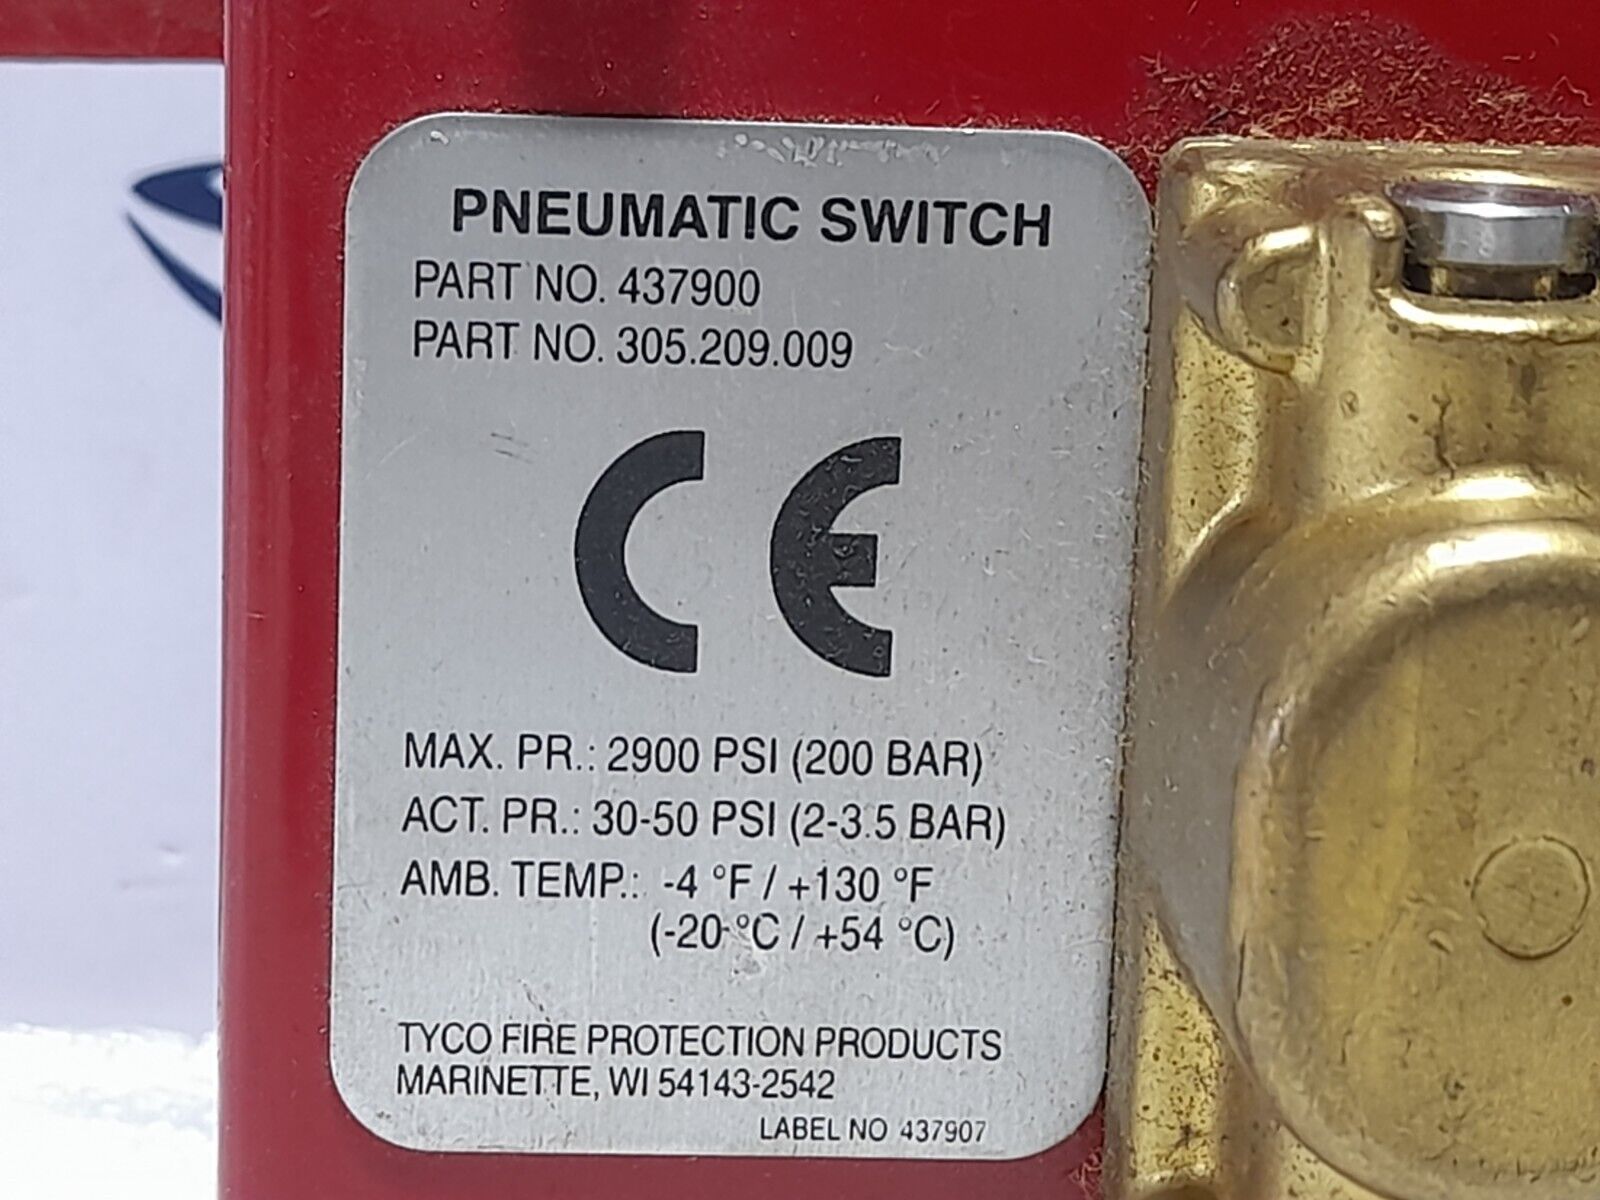 PNEUMATIC SWITCH
PART NO. 437900
PART NO. 305.209.009
CE
MAX. PR.: 2900 PSI (200 BAR)
ACT. PR.: 30-50 PSI (2-3.5 BAR)
AMB. TEMP.: -4 °F / +130 °F
(-20 °C / +54 °C)
TYCO FIRE PROTECTION PRODUCTS
MARINETTE, WI 54143-2542
LABEL NO 437907